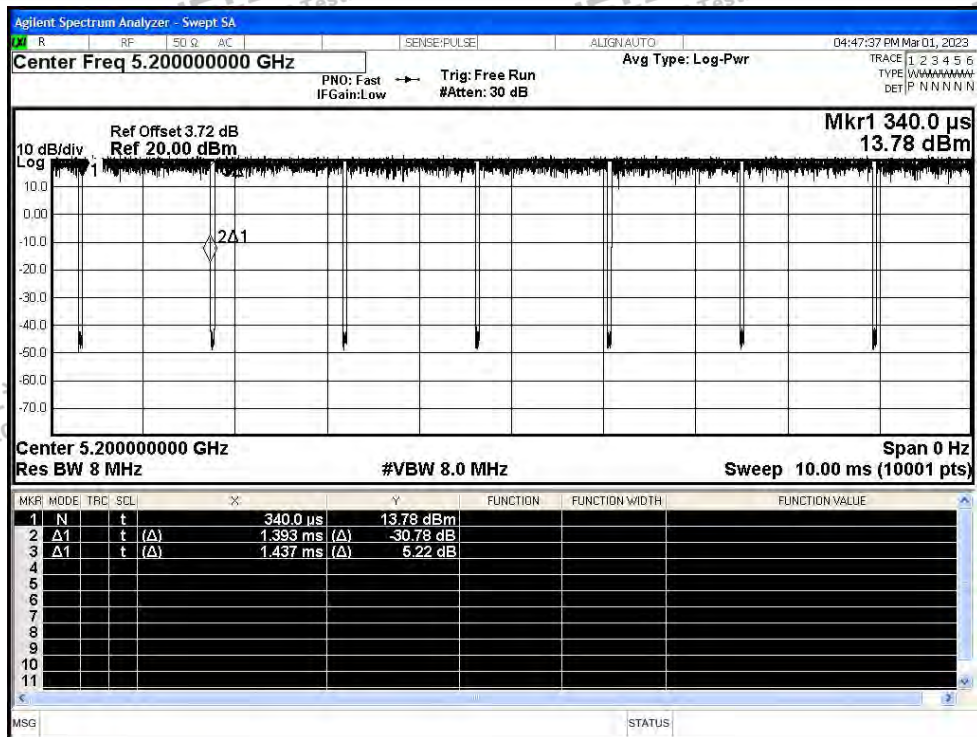 Agilent Spectrum Analyzer - Swept SA
LXI R RF 50 Ω AC SENSE:PULSE ALIGN AUTO 04:47:37 PM Mar 01, 2023
Center Freq 5.200000000 GHz
PNO: Fast
IFGain:Low
Trig: Free Run
#Atten: 30 dB
Avg Type: Log-Pwr
TRACE 1 2 3 4 5 6
TYPE WWWWWW
DET P N N N N N
Ref Offset 3.72 dB
10 dB/div Ref 20.00 dBm
Log
Mkr1 340.0 µs
13.78 dBm
1
10.0
0.00
-10.0
-20.0
-30.0
-40.0
-50.0
-60.0
-70.0
2Δ1
Center 5.200000000 GHz Span 0 Hz
Res BW 8 MHz #VBW 8.0 MHz Sweep 10.00 ms (10001 pts)
MKR MODE TRC SCL X Y FUNCTION FUNCTION WIDTH FUNCTION VALUE
1 N t 340.0 µs 13.78 dBm
2 Δ1 t (Δ) 1.393 ms (Δ) -30.78 dB
3 Δ1 t (Δ) 1.437 ms (Δ) 5.22 dB
4
5
6
7
8
9
10
11
MSG STATUS